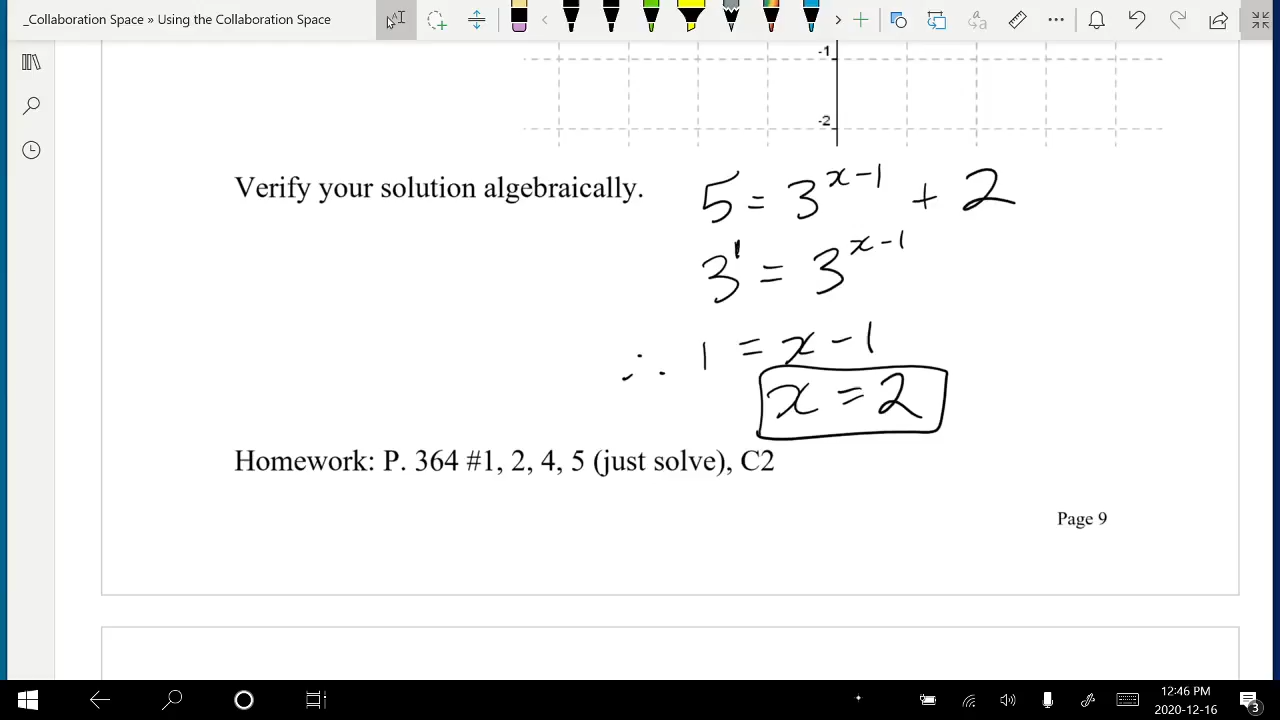 _Collaboration Space » Using the Collaboration Space
-1
-2
Verify your solution algebraically.
5 = 3^{x-1} + 2
3^1 = 3^{x-1}
∴ 1 = x - 1
x = 2
Homework: P. 364 #1, 2, 4, 5 (just solve), C2
Page 9
12:46 PM
2020-12-16
3